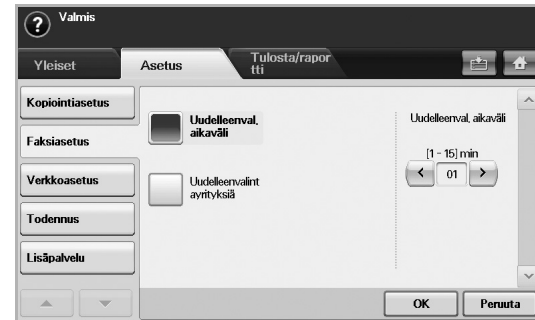 ? Valmis
Yleiset
Asetus
Tulosta/rapor
tti
Kopiointiasetus
Faksiasetus
Verkkoasetus
Todennus
Lisäpalvelu
Uudelleenval.
aikaväli
Uudelleenvalint
ayrityksiä
Uudelleenval. aikaväli
[1 - 15] min
< 01 >
OK
Peruuta